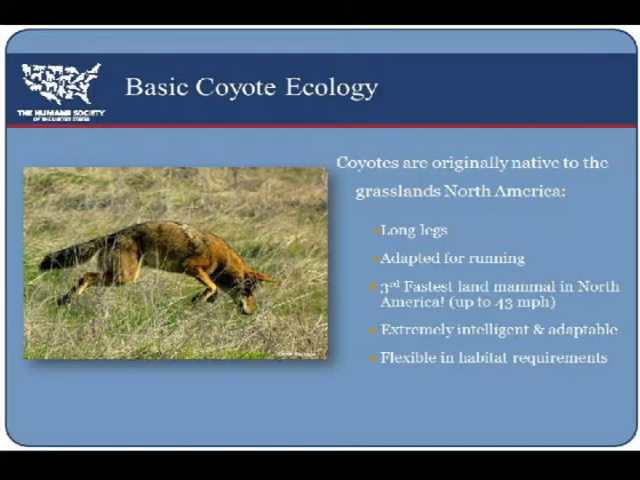 Basic Coyote Ecology
THE HUMANE SOCIETY
OF THE UNITED STATES
Coyotes are originally native to the
grasslands North America:
Long legs
Adapted for running
3rd Fastest land mammal in North
America! (up to 43 mph)
Extremely intelligent & adaptable
Flexible in habitat requirements